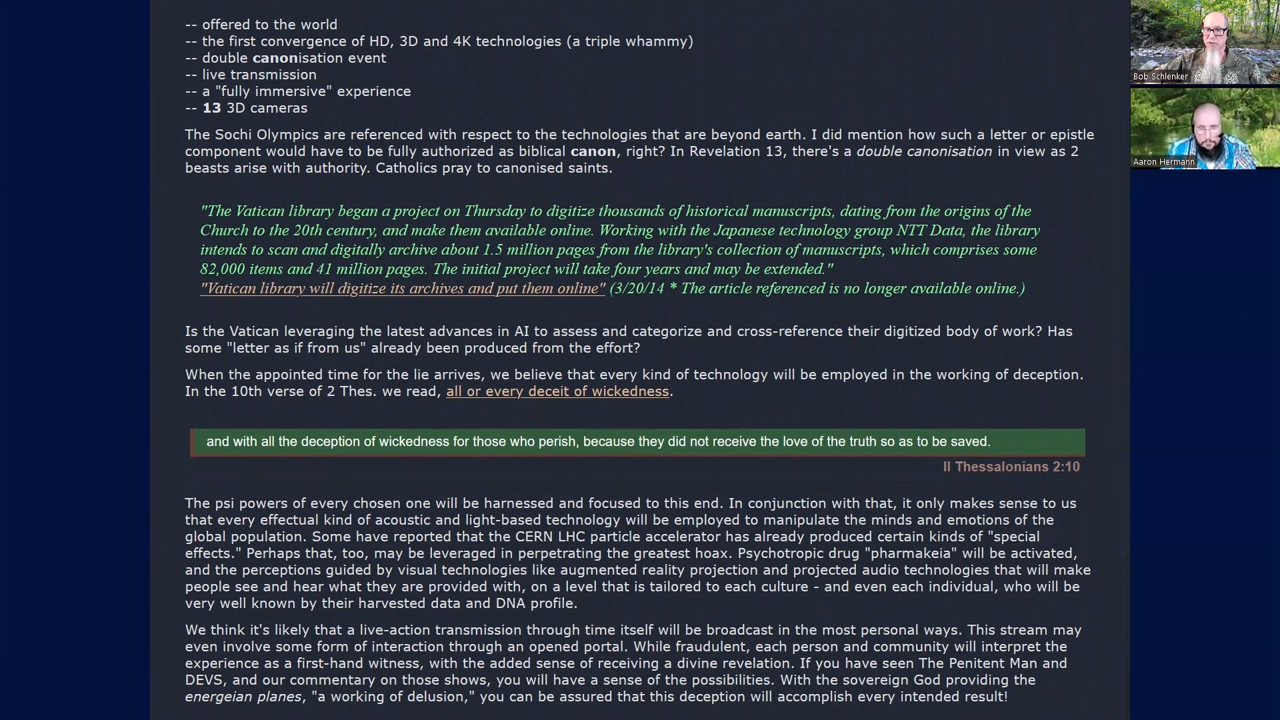 -- offered to the world
-- the first convergence of HD, 3D and 4K technologies (a triple whammy)
-- double canonisation event
-- live transmission
-- a "fully immersive" experience
-- 13 3D cameras
The Sochi Olympics are referenced with respect to the technologies that are beyond earth. I did mention how such a letter or epistle
component would have to be fully authorized as biblical canon, right? In Revelation 13, there's a double canonisation in view as 2
beasts arise with authority. Catholics pray to canonised saints.
"The Vatican library began a project on Thursday to digitize thousands of historical manuscripts, dating from the origins of the
Church to the 20th century, and make them available online. Working with the Japanese technology group NTT Data, the library
intends to scan and digitally archive about 1.5 million pages from the library's collection of manuscripts, which comprises some
82,000 items and 41 million pages. The initial project will take four years and may be extended."
"Vatican library will digitize its archives and put them online" (3/20/14 * The article referenced is no longer available online.)
Is the Vatican leveraging the latest advances in AI to assess and categorize and cross-reference their digitized body of work? Has
some "letter as if from us" already been produced from the effort?
When the appointed time for the lie arrives, we believe that every kind of technology will be employed in the working of deception.
In the 10th verse of 2 Thes. we read, all or every deceit of wickedness.
and with all the deception of wickedness for those who perish, because they did not receive the love of the truth so as to be saved.
II Thessalonians 2:10
The psi powers of every chosen one will be harnessed and focused to this end. In conjunction with that, it only makes sense to us
that every effectual kind of acoustic and light-based technology will be employed to manipulate the minds and emotions of the
global population. Some have reported that the CERN LHC particle accelerator has already produced certain kinds of "special
effects." Perhaps that, too, may be leveraged in perpetrating the greatest hoax. Psychotropic drug "pharmakeia" will be activated,
and the perceptions guided by visual technologies like augmented reality projection and projected audio technologies that will make
people see and hear what they are provided with, on a level that is tailored to each culture - and even each individual, who will be
very well known by their harvested data and DNA profile.
We think it's likely that a live-action transmission through time itself will be broadcast in the most personal ways. This stream may
even involve some form of interaction through an opened portal. While fraudulent, each person and community will interpret the
experience as a first-hand witness, with the added sense of receiving a divine revelation. If you have seen The Penitent Man and
DEVS, and our commentary on those shows, you will have a sense of the possibilities. With the sovereign God providing the
energeian planes, "a working of delusion," you can be assured that this deception will accomplish every intended result!
Bob Schlenker
Aaron Hermann